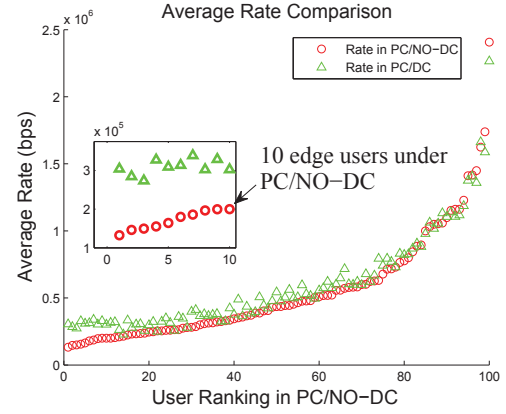 Average Rate Comparison
x 10^6
2.5
2
1.5
1
0.5
0
Average Rate (bps)
Rate in PC/NO−DC
Rate in PC/DC
x 10^5
3
2
1
0 5 10
10 edge users under
PC/NO−DC
0 20 40 60 80 100
User Ranking in PC/NO−DC